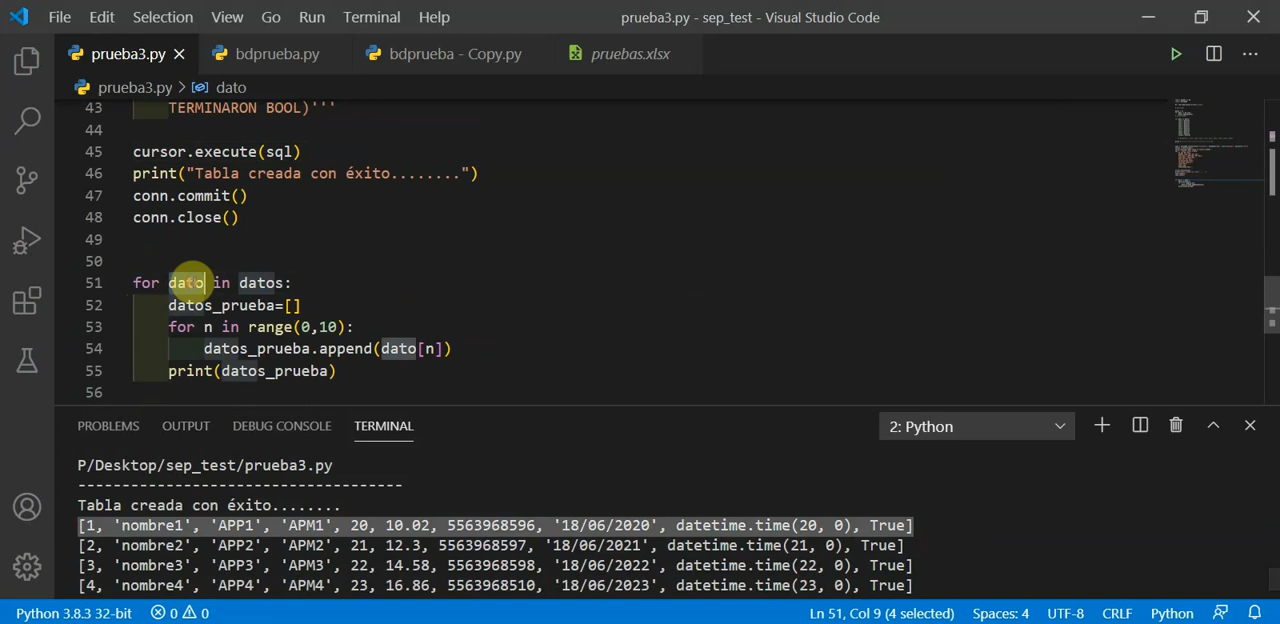 File Edit Selection View Go Run Terminal Help prueba3.py - sep_test - Visual Studio Code
prueba3.py bdprueba.py bdprueba - Copy.py pruebas.xlsx
prueba3.py > dato
43 TERMINARON BOOL)'''
44
45 cursor.execute(sql)
46 print("Tabla creada con éxito........")
47 conn.commit()
48 conn.close()
49
50
51 for dato in datos:
52 datos_prueba=[]
53 for n in range(0,10):
54 datos_prueba.append(dato[n])
55 print(datos_prueba)
56
PROBLEMS OUTPUT DEBUG CONSOLE TERMINAL 2: Python
P/Desktop/sep_test/prueba3.py
------------------------------------
Tabla creada con éxito........
[1, 'nombre1', 'APP1', 'APM1', 20, 10.02, 5563968596, '18/06/2020', datetime.time(20, 0), True]
[2, 'nombre2', 'APP2', 'APM2', 21, 12.3, 5563968597, '18/06/2021', datetime.time(21, 0), True]
[3, 'nombre3', 'APP3', 'APM3', 22, 14.58, 5563968598, '18/06/2022', datetime.time(22, 0), True]
[4, 'nombre4', 'APP4', 'APM4', 23, 16.86, 5563968510, '18/06/2023', datetime.time(23, 0), True]
Python 3.8.3 32-bit 0 0 Ln 51, Col 9 (4 selected) Spaces: 4 UTF-8 CRLF Python